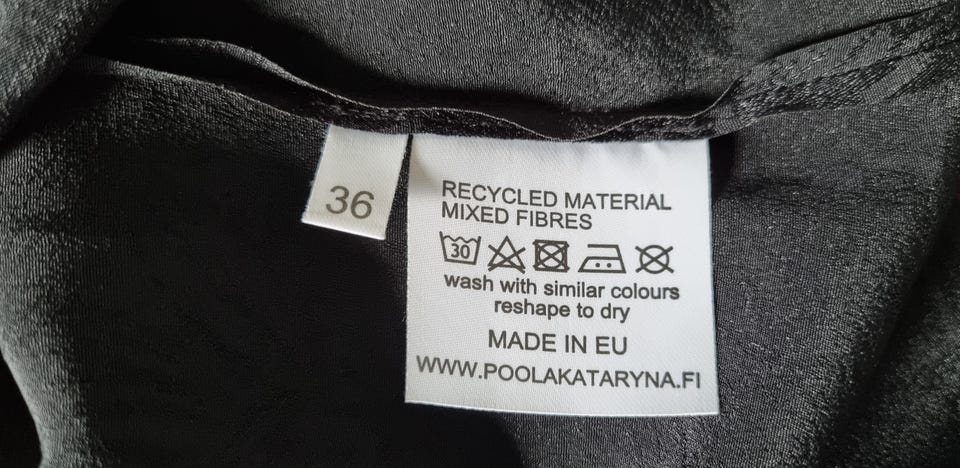 36
RECYCLED MATERIAL
MIXED FIBRES
30
wash with similar colours
reshape to dry
MADE IN EU
WWW.POOLAKATARYNA.FI